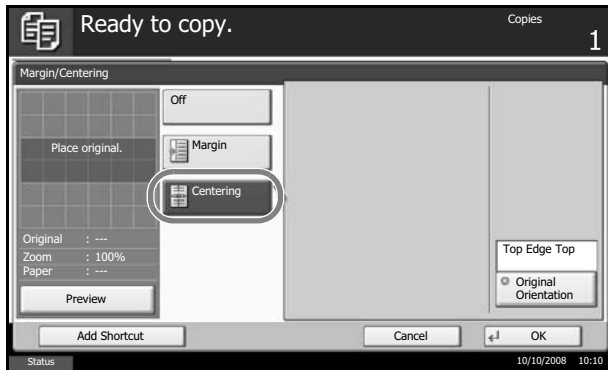 Ready to copy.
Copies
1
Margin/Centering
Place original.
Original : ---
Zoom : 100%
Paper : ---
Preview
Off
Margin
Centering
Top Edge Top
Original
Orientation
Add Shortcut
Cancel
OK
Status
10/10/2008 10:10